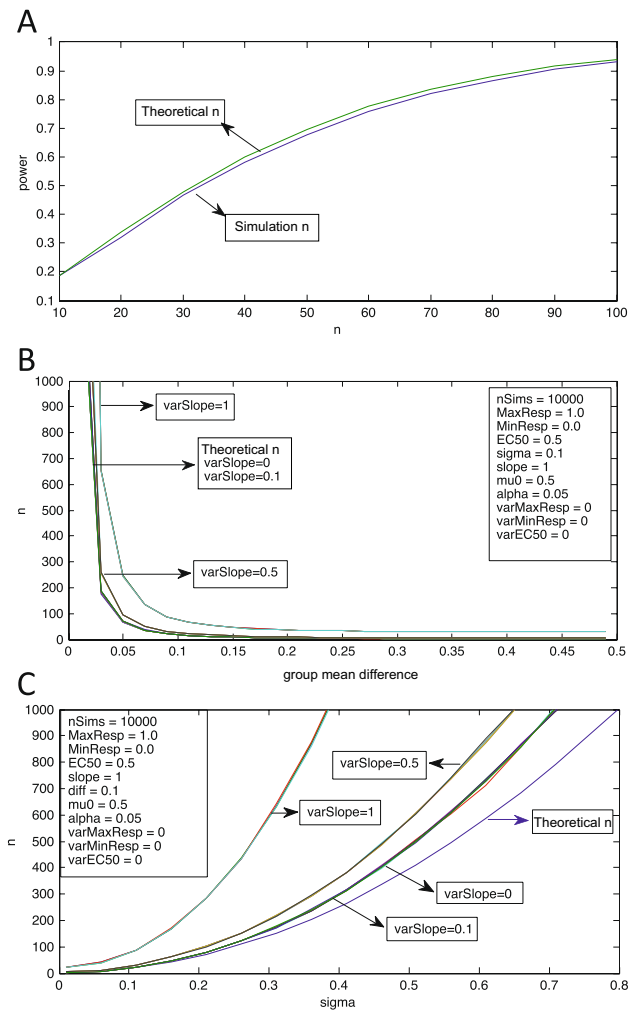 A
1
0.9
0.8
0.7
0.6
0.5
0.4
0.3
0.2
0.1
power
Theoretical n
Simulation n
10 20 30 40 50 60 70 80 90 100
n
B
1000
900
800
700
600
500
400
300
200
100
0
n
varSlope=1
Theoretical n
varSlope=0
varSlope=0.1
varSlope=0.5
nSims = 10000
MaxResp = 1.0
MinResp = 0.0
EC50 = 0.5
sigma = 0.1
slope = 1
mu0 = 0.5
alpha = 0.05
varMaxResp = 0
varMinResp = 0
varEC50 = 0
0 0.05 0.1 0.15 0.2 0.25 0.3 0.35 0.4 0.45 0.5
group mean difference
C
1000
900
800
700
600
500
400
300
200
100
0
n
nSims = 10000
MaxResp = 1.0
MinResp = 0.0
EC50 = 0.5
slope = 1
diff = 0.1
mu0 = 0.5
alpha = 0.05
varMaxResp = 0
varMinResp = 0
varEC50 = 0
varSlope=0.5
varSlope=1
Theoretical n
varSlope=0
varSlope=0.1
0 0.1 0.2 0.3 0.4 0.5 0.6 0.7 0.8
sigma